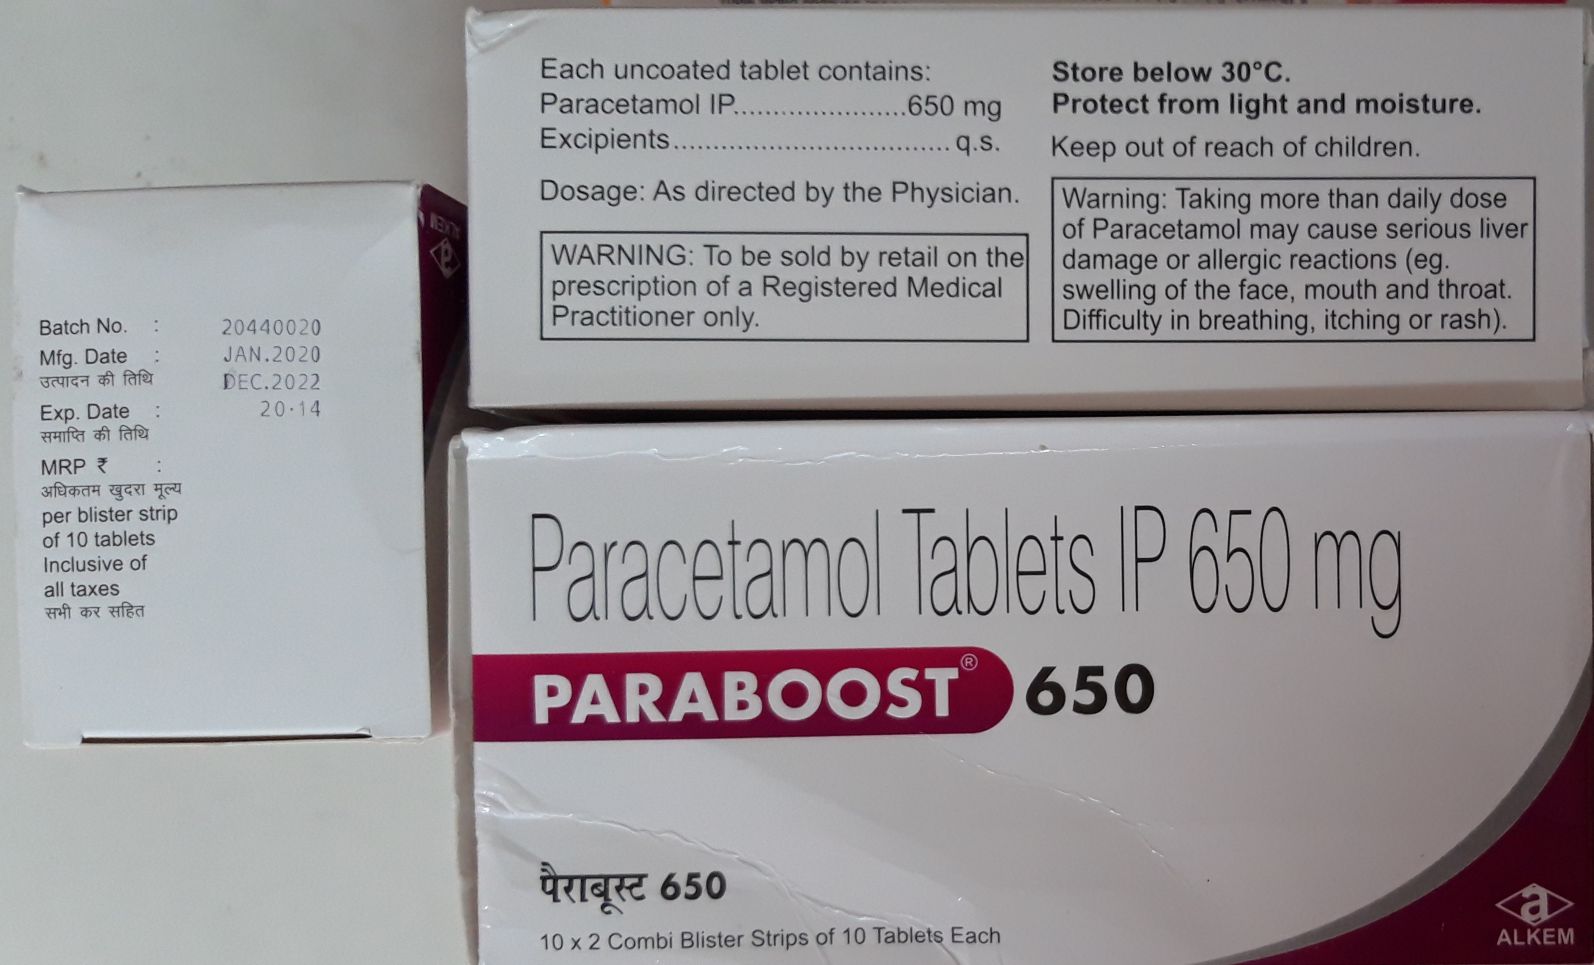 Each uncoated tablet contains:
Paracetamol IP......................650 mg
Excipients.................................. q.s.
Dosage: As directed by the Physician.
WARNING: To be sold by retail on the
prescription of a Registered Medical
Practitioner only.
Store below 30°C.
Protect from light and moisture.
Keep out of reach of children.
Warning: Taking more than daily dose
of Paracetamol may cause serious liver
damage or allergic reactions (eg.
swelling of the face, mouth and throat.
Difficulty in breathing, itching or rash).
ALKEM
Batch No. : 20440020
Mfg. Date : JAN.2020
उत्पादन की तिथि DEC.2022
Exp. Date : 20·14
समाप्ति की तिथि
MRP ₹ :
अधिकतम खुदरा मूल्य
per blister strip
of 10 tablets
Inclusive of
all taxes
सभी कर सहित
Paracetamol Tablets IP 650 mg
PARABOOST® 650
पैराबूस्ट 650
10 x 2 Combi Blister Strips of 10 Tablets Each
a
ALKEM